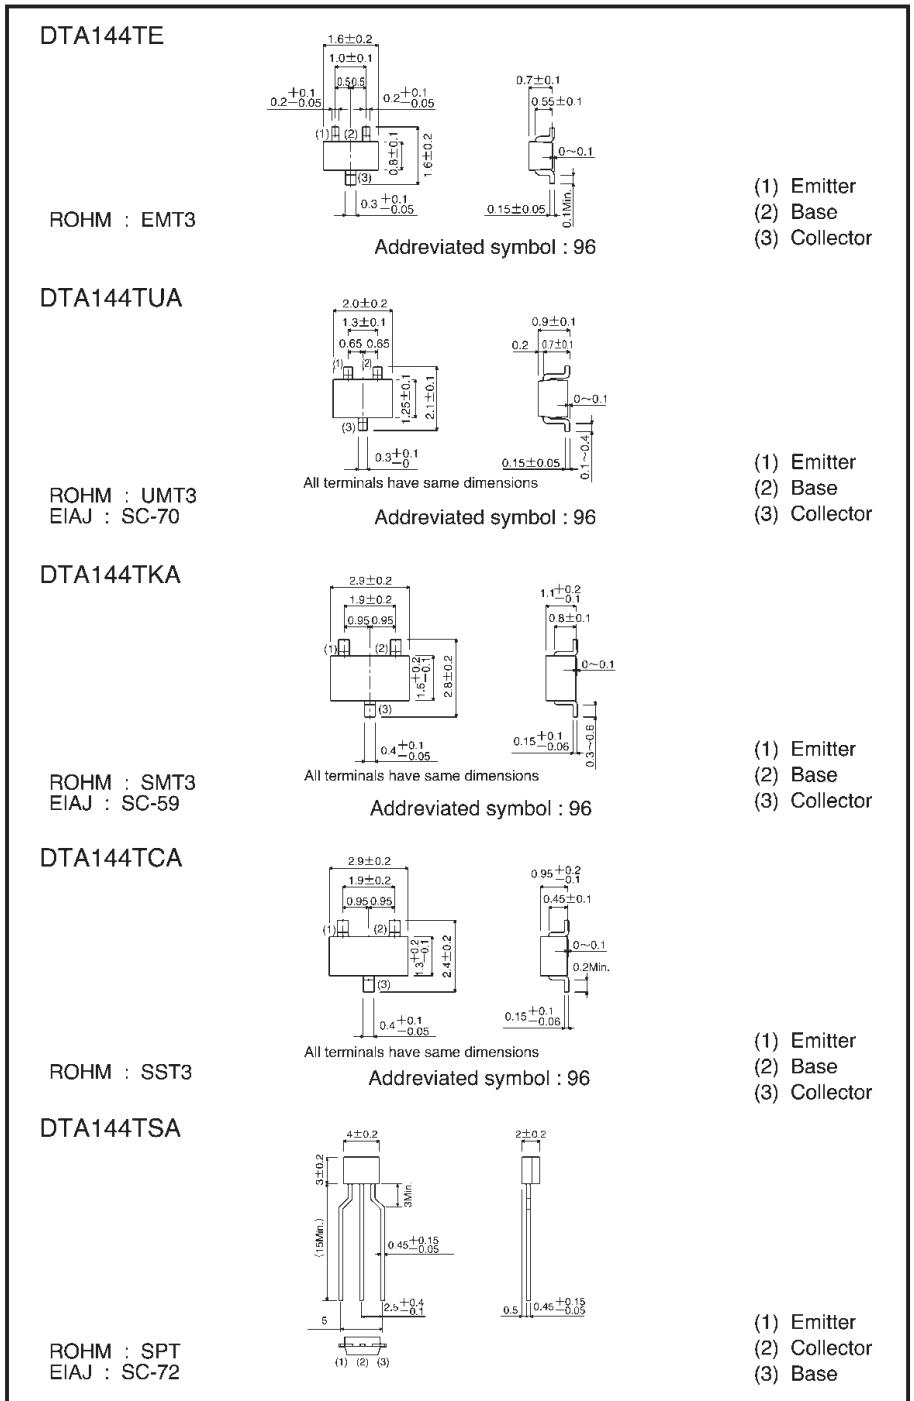 DTA144TE
1.6±0.2
1.0±0.1
0.5 0.5
0.2 +0.1 −0.05
0.2 +0.1 −0.05
(1) (2)
(3)
0.8±0.1
1.6±0.2
0.3 +0.1 −0.05
0.7±0.1
0.55±0.1
0~0.1
0.15±0.05
0.1Min.
ROHM : EMT3
Addreviated symbol : 96
(1) Emitter
(2) Base
(3) Collector
DTA144TUA
2.0±0.2
1.3±0.1
0.65 0.65
(1) (2)
(3)
1.25±0.1
2.1±0.1
0.3 +0.1 −0
All terminals have same dimensions
0.9±0.1
0.2 0.7±0.1
0~0.1
0.15±0.05
0.1~0.4
ROHM : UMT3
EIAJ : SC-70
Addreviated symbol : 96
(1) Emitter
(2) Base
(3) Collector
DTA144TKA
2.9±0.2
1.9±0.2
0.95 0.95
(1) (2)
(3)
1.6 +0.2 −0.1
2.8±0.2
0.4 +0.1 −0.05
All terminals have same dimensions
1.1 +0.2 −0.1
0.8±0.1
0~0.1
0.15 +0.1 −0.06
0.3~0.6
ROHM : SMT3
EIAJ : SC-59
Addreviated symbol : 96
(1) Emitter
(2) Base
(3) Collector
DTA144TCA
2.9±0.2
1.9±0.2
0.95 0.95
(1) (2)
(3)
1.3 +0.2 −0.1
2.4±0.2
0.4 +0.1 −0.05
All terminals have same dimensions
0.95 +0.2 −0.1
0.45±0.1
0~0.1
0.2Min.
0.15 +0.1 −0.06
ROHM : SST3
Addreviated symbol : 96
(1) Emitter
(2) Base
(3) Collector
DTA144TSA
4±0.2
3±0.2
3Min.
(15Min.)
0.45 +0.15 −0.05
2.5 +0.4 −0.1
5
(1) (2) (3)
2±0.2
0.5 0.45 +0.15 −0.05
ROHM : SPT
EIAJ : SC-72
(1) Emitter
(2) Collector
(3) Base